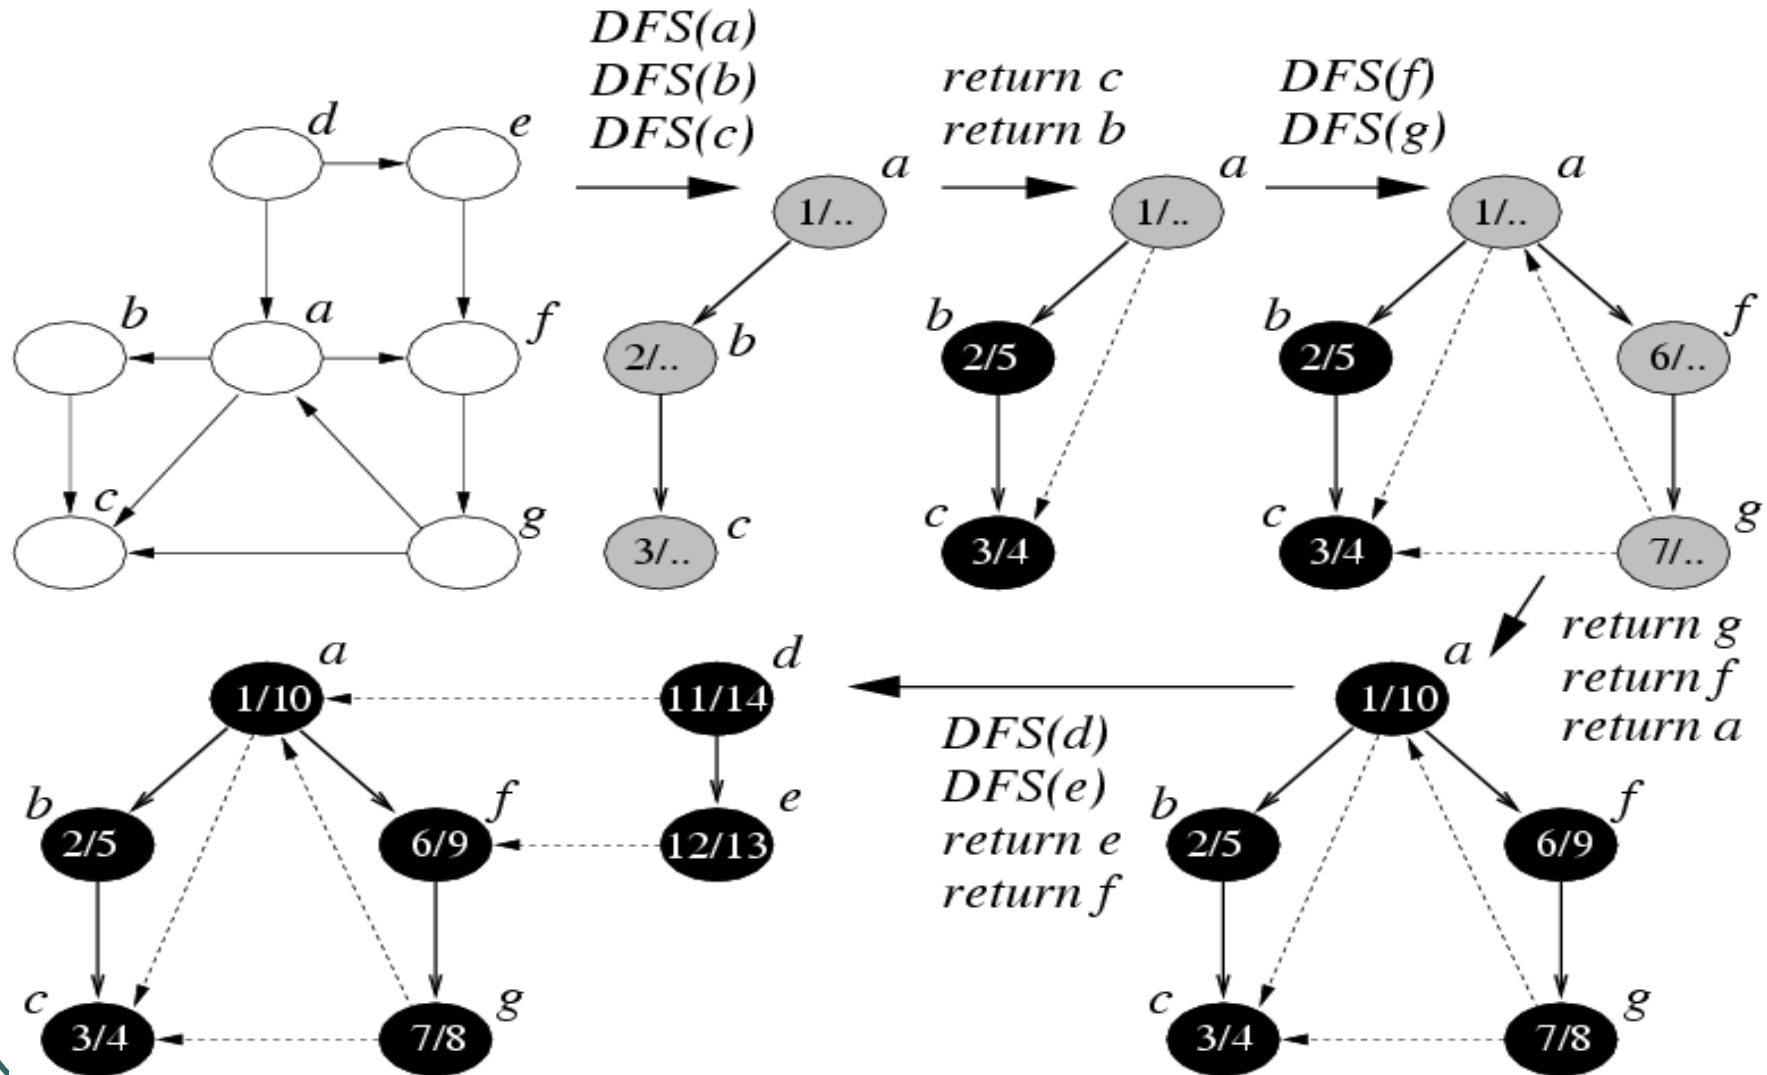 DFS(a)
DFS(b)
DFS(c)
return c
return b
DFS(f)
DFS(g)
d
e
b
a
f
c
g
a
1/..
2/..
b
3/..
c
a
1/..
b
2/5
c
3/4
a
1/..
b
2/5
f
6/..
c
3/4
g
7/..
return g
return f
return a
a
1/10
b
2/5
f
6/9
c
3/4
g
7/8
DFS(d)
DFS(e)
return e
return f
a
1/10
d
11/14
b
2/5
f
6/9
e
12/13
c
3/4
g
7/8